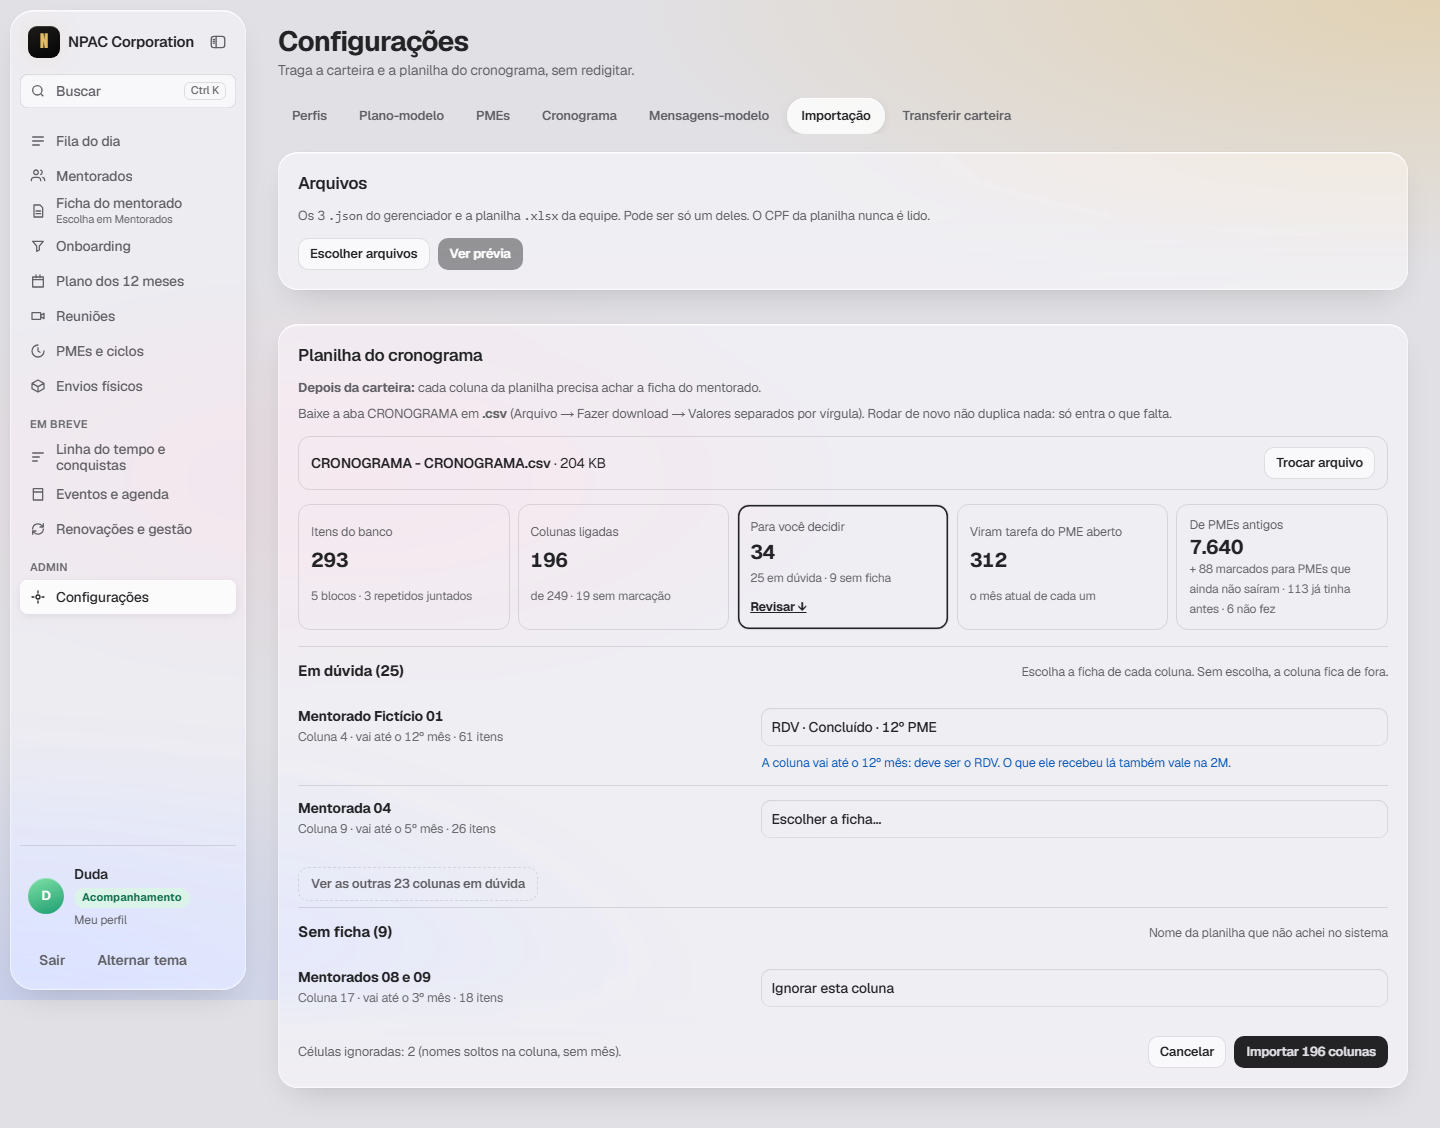 N
NPAC Corporation
Buscar
Ctrl K
Fila do dia
Mentorados
Ficha do mentorado
Escolha em Mentorados
Onboarding
Plano dos 12 meses
Reuniões
PMEs e ciclos
Envios físicos
EM BREVE
Linha do tempo e
conquistas
Eventos e agenda
Renovações e gestão
ADMIN
Configurações
D
Duda
Acompanhamento
Meu perfil
Sair
Alternar tema
Configurações
Traga a carteira e a planilha do cronograma, sem redigitar.
Perfis
Plano-modelo
PMEs
Cronograma
Mensagens-modelo
Importação
Transferir carteira
Arquivos
Os 3 .json do gerenciador e a planilha .xlsx da equipe. Pode ser só um deles. O CPF da planilha nunca é lido.
Escolher arquivos
Ver prévia
Planilha do cronograma
Depois da carteira: cada coluna da planilha precisa achar a ficha do mentorado.
Baixe a aba CRONOGRAMA em .csv (Arquivo → Fazer download → Valores separados por vírgula). Rodar de novo não duplica nada: só entra o que falta.
CRONOGRAMA - CRONOGRAMA.csv · 204 KB
Trocar arquivo
Itens do banco
293
5 blocos · 3 repetidos juntados
Colunas ligadas
196
de 249 · 19 sem marcação
Para você decidir
34
25 em dúvida · 9 sem ficha
Revisar ↓
Viram tarefa do PME aberto
312
o mês atual de cada um
De PMEs antigos
7.640
+ 88 marcados para PMEs que
ainda não saíram · 113 já tinha
antes · 6 não fez
Em dúvida (25)
Escolha a ficha de cada coluna. Sem escolha, a coluna fica de fora.
Mentorado Fictício 01
Coluna 4 · vai até o 12º mês · 61 itens
RDV · Concluído · 12º PME
A coluna vai até o 12º mês: deve ser o RDV. O que ele recebeu lá também vale na 2M.
Mentorada 04
Coluna 9 · vai até o 5º mês · 26 itens
Escolher a ficha...
Ver as outras 23 colunas em dúvida
Sem ficha (9)
Nome da planilha que não achei no sistema
Mentorados 08 e 09
Coluna 17 · vai até o 3º mês · 18 itens
Ignorar esta coluna
Células ignoradas: 2 (nomes soltos na coluna, sem mês).
Cancelar
Importar 196 colunas